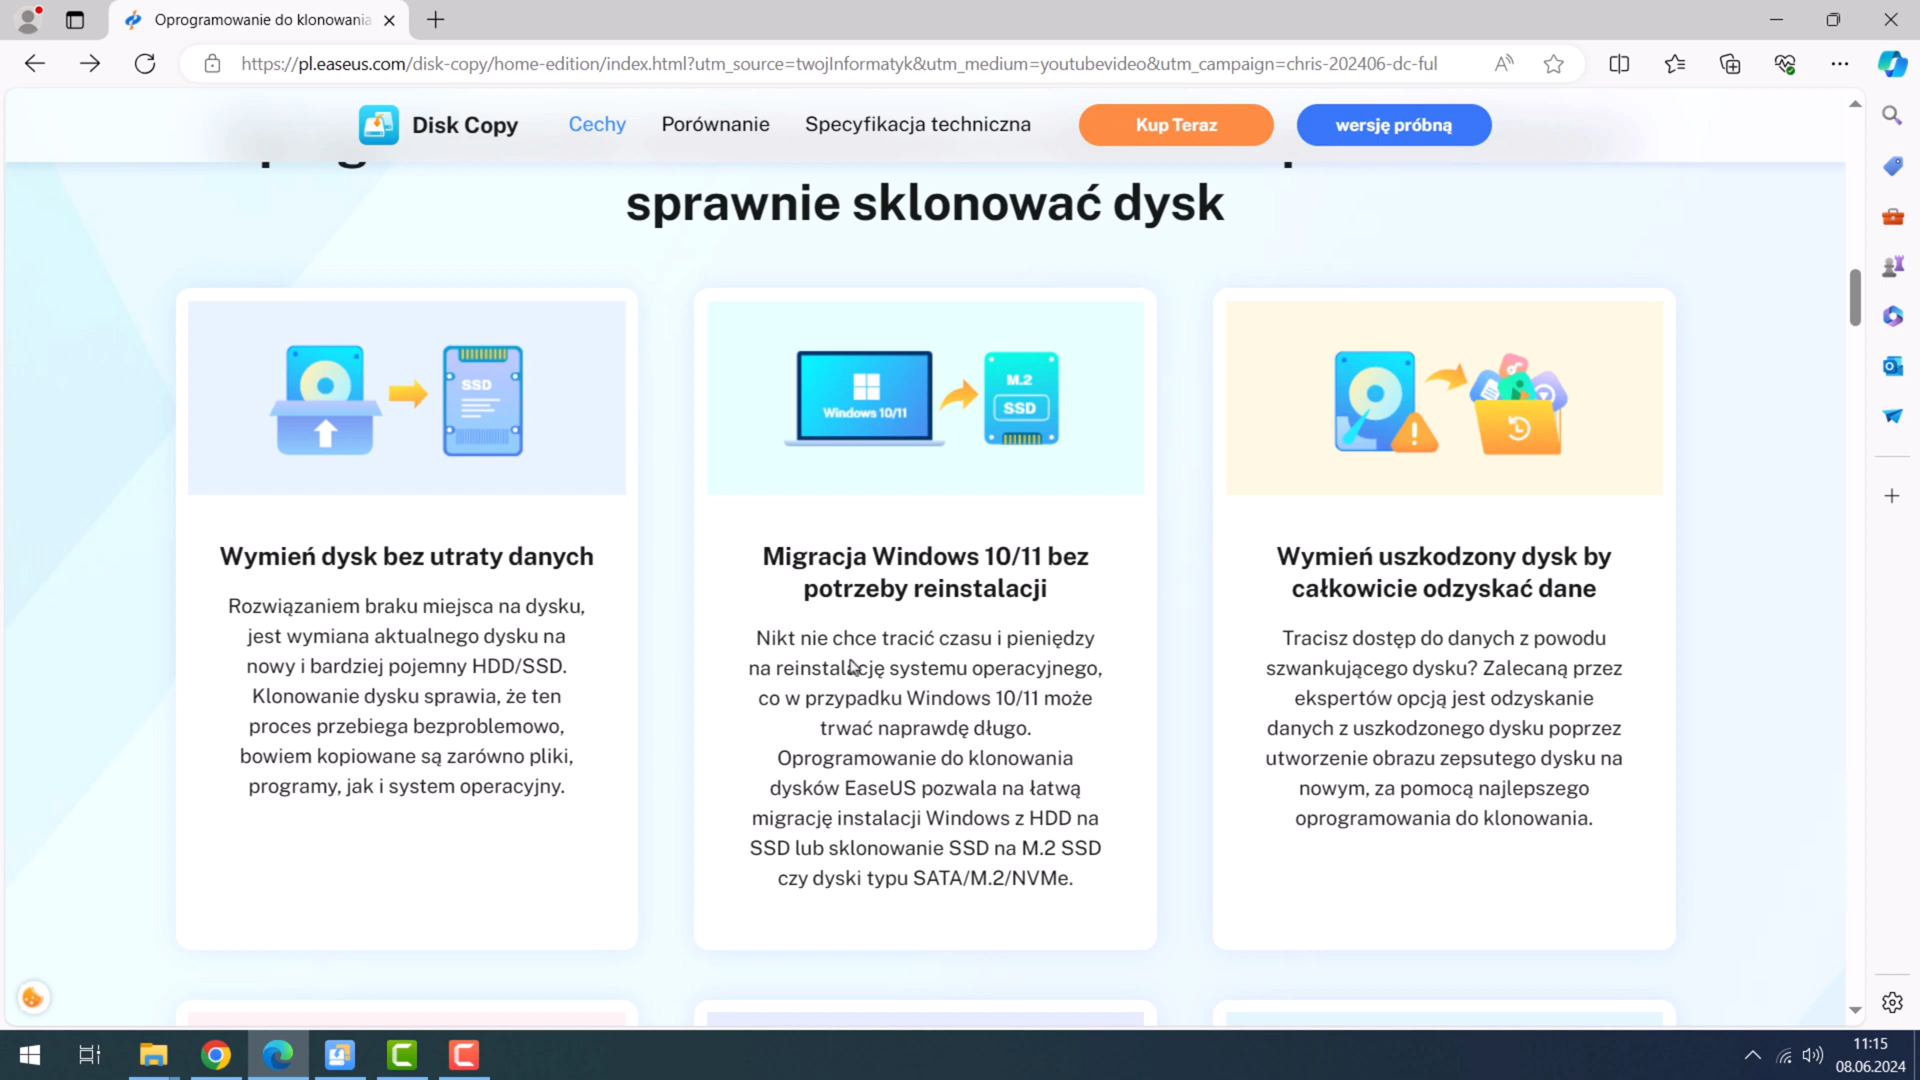 Oprogramowanie do klonowania
https://pl.easeus.com/disk-copy/home-edition/index.html?utm_source=twojInformatyk&utm_medium=youtubevideo&utm_campaign=chris-202406-dc-ful
Disk Copy
Cechy
Porównanie
Specyfikacja techniczna
Kup Teraz
wersję próbną
sprawnie sklonować dysk
SSD
Windows 10/11
M.2
SSD
Wymień dysk bez utraty danych
Rozwiązaniem braku miejsca na dysku,
jest wymiana aktualnego dysku na
nowy i bardziej pojemny HDD/SSD.
Klonowanie dysku sprawia, że ten
proces przebiega bezproblemowo,
bowiem kopiowane są zarówno pliki,
programy, jak i system operacyjny.
Migracja Windows 10/11 bez
potrzeby reinstalacji
Nikt nie chce tracić czasu i pieniędzy
na reinstalację systemu operacyjnego,
co w przypadku Windows 10/11 może
trwać naprawdę długo.
Oprogramowanie do klonowania
dysków EaseUS pozwala na łatwą
migrację instalacji Windows z HDD na
SSD lub sklonowanie SSD na M.2 SSD
czy dyski typu SATA/M.2/NVMe.
Wymień uszkodzony dysk by
całkowicie odzyskać dane
Tracisz dostęp do danych z powodu
szwankującego dysku? Zalecaną przez
ekspertów opcją jest odzyskanie
danych z uszkodzonego dysku poprzez
utworzenie obrazu zepsutego dysku na
nowym, za pomocą najlepszego
oprogramowania do klonowania.
11:15
08.06.2024